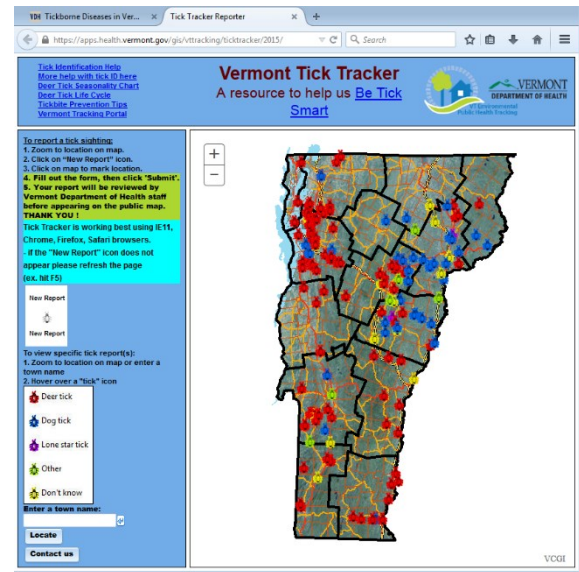 Tickborne Diseases in Ver...
Tick Tracker Reporter
https://apps.health.vermont.gov/gis/vttracking/ticktracker/2015/
Search
Tick Identification Help
More help with tick ID here
Deer Tick Seasonality Chart
Deer Tick Life Cycle
Tickbite Prevention Tips
Vermont Tracking Portal
Vermont Tick Tracker
A resource to help us Be Tick
Smart
VT Environmental
Public Health Tracking
VERMONT
DEPARTMENT OF HEALTH
To report a tick sighting:
1. Zoom to location on map.
2. Click on "New Report" icon.
3. Click on map to mark location.
4. Fill out the form, then click 'Submit'.
5. Your report will be reviewed by
Vermont Department of Health staff
before appearing on the public map.
THANK YOU !
Tick Tracker is working best using IE11,
Chrome, Firefox, Safari browsers.
- if the "New Report" icon does not
appear please refresh the page
(ex. hit F5)
New Report
New Report
To view specific tick report(s):
1. Zoom to location on map or enter a
town name
2. Hover over a "tick" icon
Deer tick
Dog tick
Lone star tick
Other
Don't know
Enter a town name:
Locate
Contact us
+
−
VCGI